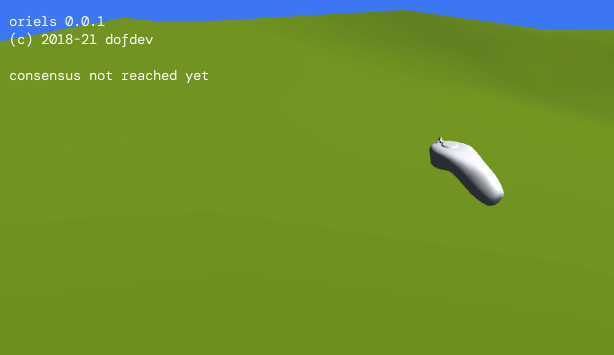 oriels 0.0.1
(c) 2018-21 dofdev
consensus not reached yet